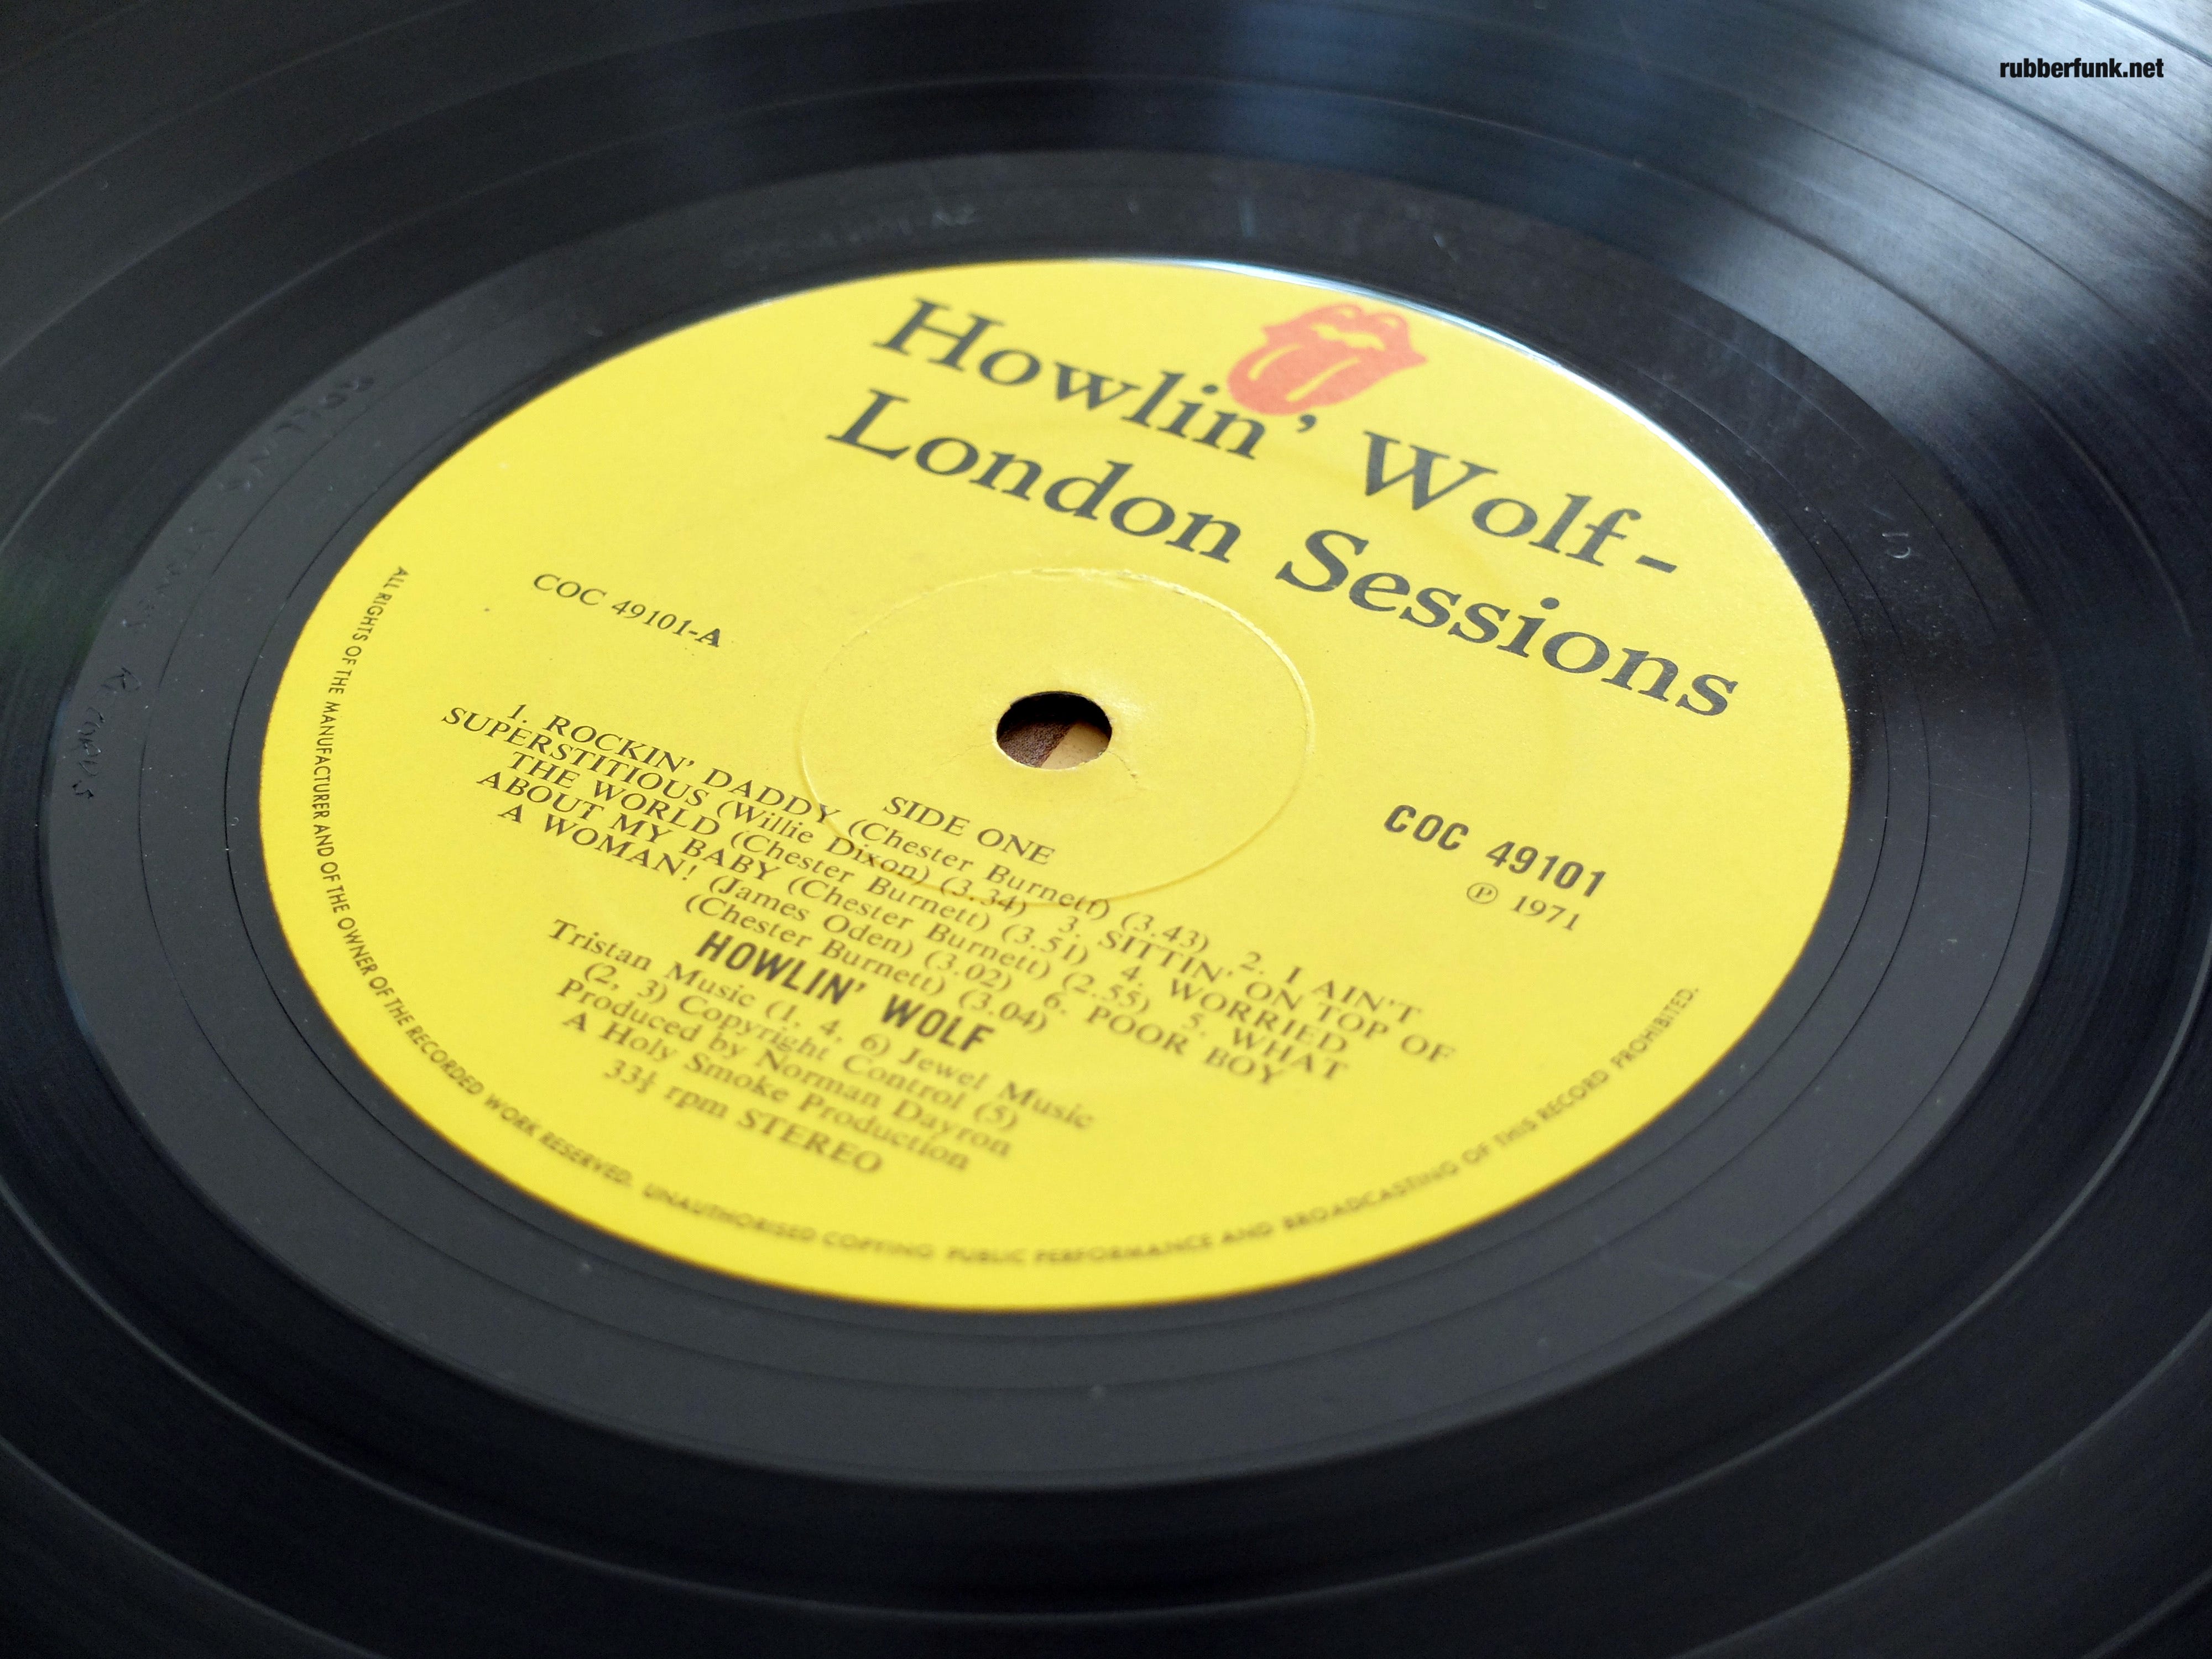 rubberfunk.net
Howlin' Wolf-
London Sessions
COC 49101-A
COC 49101
℗ 1971
SIDE ONE
1. ROCKIN' DADDY (Chester Burnett) (3.43) 2. I AIN'T
SUPERSTITIOUS (Willie Dixon) (3.34) 3. SITTIN' ON TOP OF
THE WORLD (Chester Burnett) (3.51) 4. WORRIED
ABOUT MY BABY (Chester Burnett) (2.55) 5. WHAT
A WOMAN! (James Oden) (3.02) 6. POOR BOY
(Chester Burnett) (3.04)
HOWLIN' WOLF
Tristan Music (1, 4, 6) Jewel Music
(2, 3) Copyright Control (5)
Produced by Norman Dayron
A Holy Smoke Production
33⅓ rpm STEREO
ALL RIGHTS OF THE MANUFACTURER AND OF THE OWNER OF THE RECORDED WORK RESERVED. UNAUTHORISED COPYING PUBLIC PERFORMANCE AND BROADCASTING OF THIS RECORD PROHIBITED.